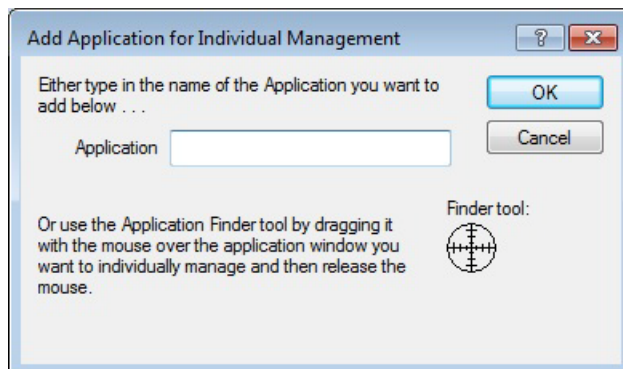 Add Application for Individual Management
Either type in the name of the Application you want to
add below . . .
OK
Application
Cancel
Or use the Application Finder tool by dragging it
with the mouse over the application window you
want to individually manage and then release the
mouse.
Finder tool: